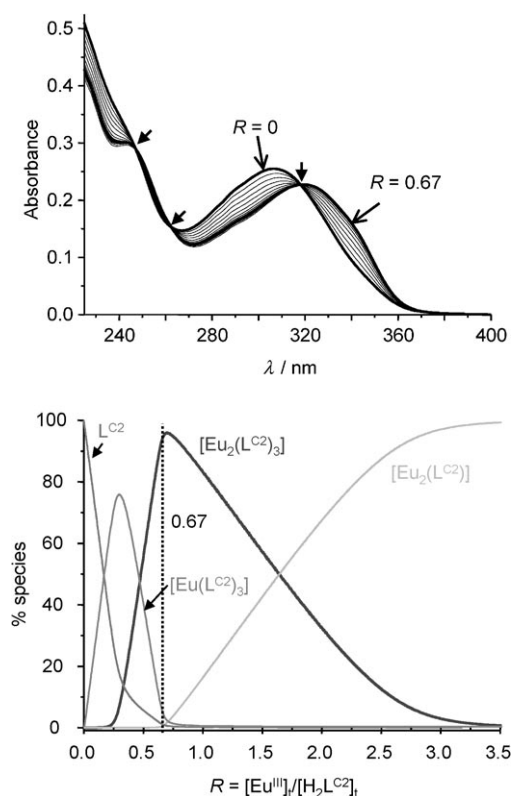 0.5
0.4
0.3
0.2
0.1
0.0
Absorbance
R = 0
R = 0.67
240 280 320 360 400
λ / nm
100
80
60
40
20
0
% species
L^C2
[Eu₂(L^C2)₃]
[Eu₂(L^C2)]
0.67
[Eu(L^C2)₃]
0.0 0.5 1.0 1.5 2.0 2.5 3.0 3.5
R = [Eu^III]ₜ/[H₂L^C2]ₜ